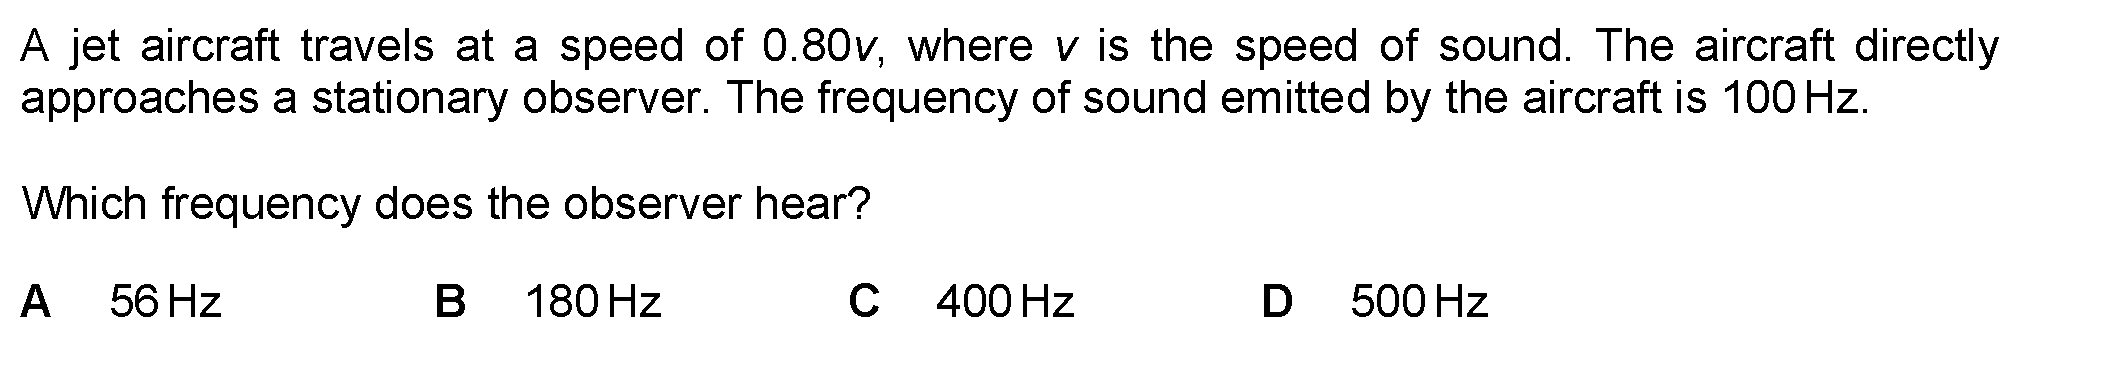 A jet aircraft travels at a speed of 0.80v, where v is the speed of sound. The aircraft directly
approaches a stationary observer. The frequency of sound emitted by the aircraft is 100 Hz.
Which frequency does the observer hear?
A 56 Hz B 180 Hz C 400 Hz D 500 Hz